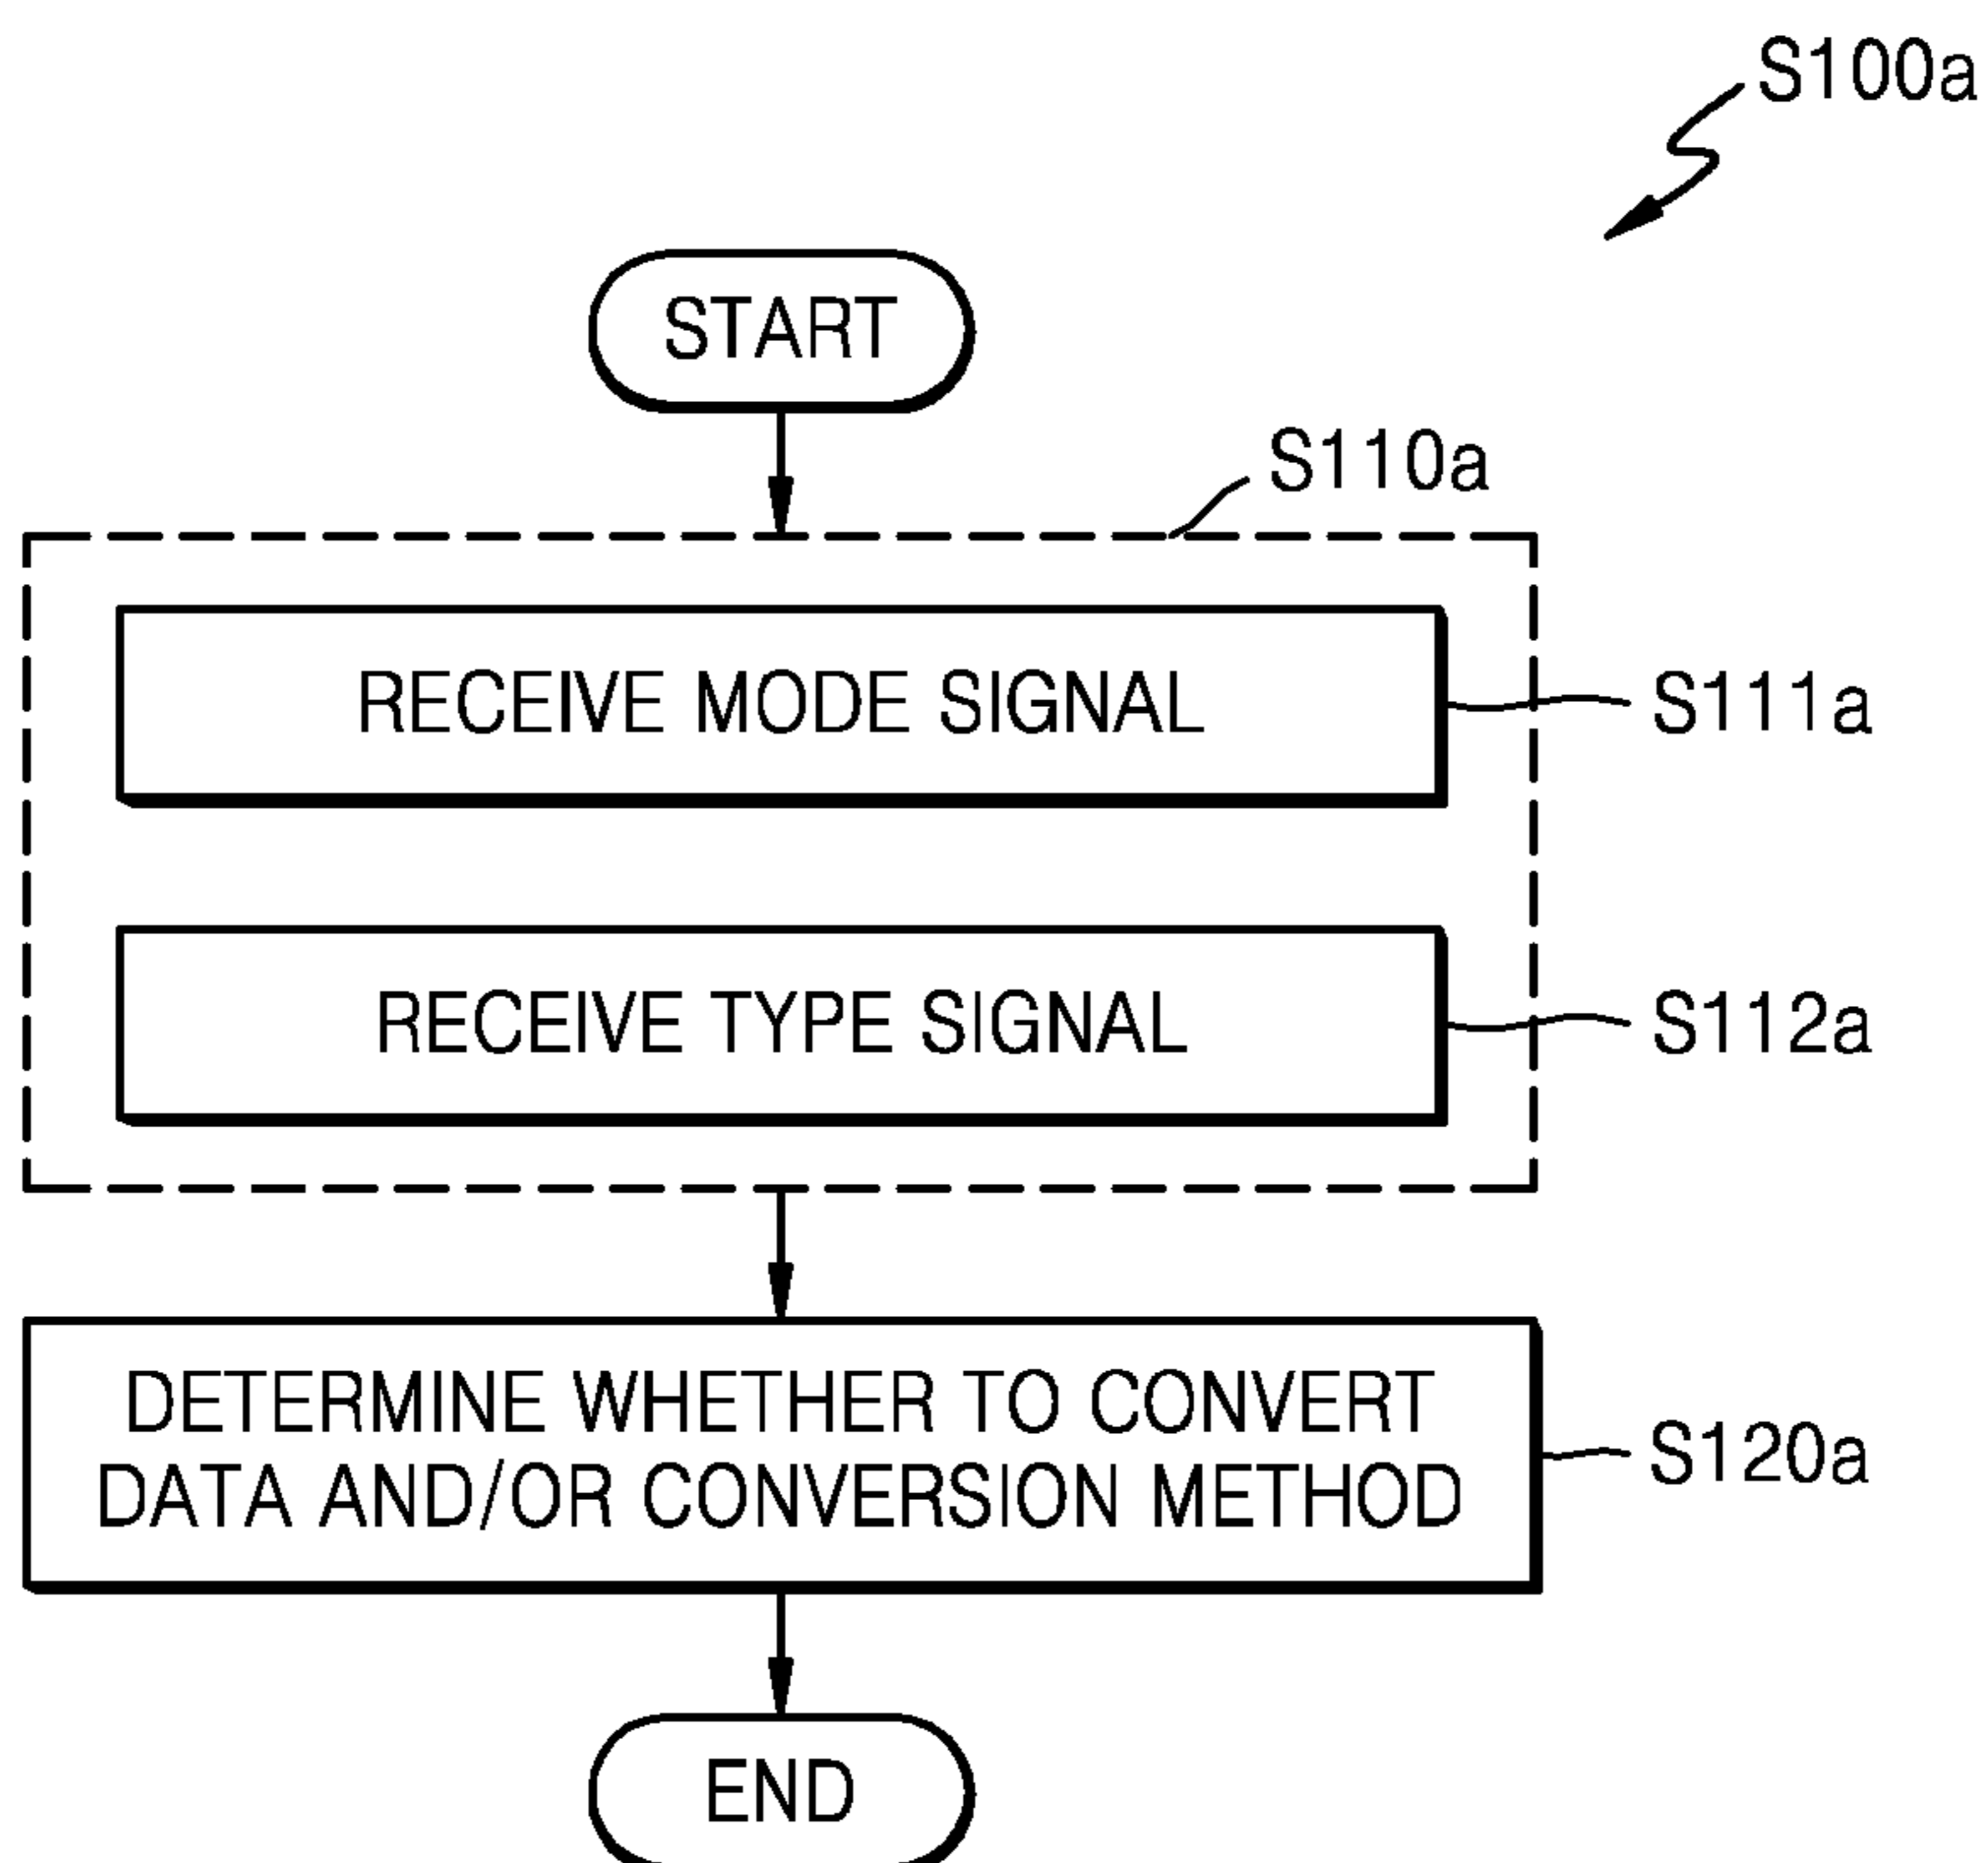 S100a
START
S110a
RECEIVE MODE SIGNAL
S111a
RECEIVE TYPE SIGNAL
S112a
DETERMINE WHETHER TO CONVERT
DATA AND/OR CONVERSION METHOD
S120a
END